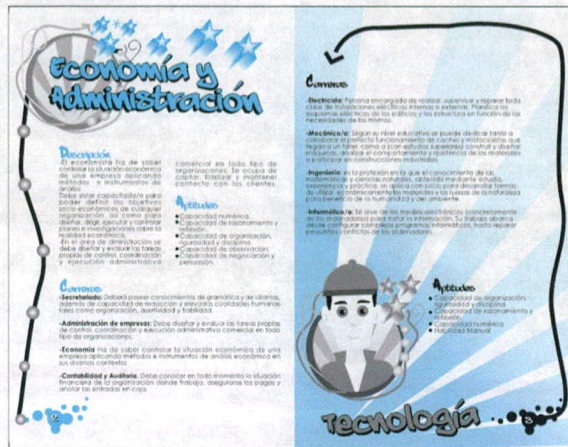 Economía y
Administración
Descripción
-El economista ha de saber
controlar la situación económica
de una empresa aplicando
métodos e instrumentos de
análisis.
Debe estar capacitado/a para
poder definir los objetivos
socio-económicos de cualquier
organización, así como para
diseñar, dirigir, ejecutar y controlar
planes e investigaciones sobre la
realidad económica.
-En el área de administración se
debe diseñar y evaluar las tareas
propias de control, coordinación
y ejecución administrativa
comercial en todo tipo de
organizaciones. Se ocupa de
captar, fidelizar y mantener
contacto con los clientes.
Aptitudes
Capacidad numérica.
Capacidad de razonamiento y
reflexión.
Capacidad de organización,
rigurosidad y disciplina.
Capacidad de observación.
Capacidad de negociación y
persuasión.
Carreras
-Secretariado: Deberá poseer conocimientos de gramática y de idiomas,
además de capacidad de redacción y elevadas cualidades humanas
tales como organización, asertividad y fiabilidad.
-Administración de empresas: Debe diseñar y evaluar las tareas propias
de control, coordinación y ejecución administrativa comercial en todo
tipo de organizaciones.
-Economía Ha de saber controlar la situación económica de una
empresa aplicando métodos e instrumentos de análisis económico en
sus diversos contextos.
-Contabilidad y Auditoría. Debe conocer en todo momento la situación
financiera de la organización donde trabaja, asegurarse los pagos y
anotar las entradas en caja.
2
Carreras
-Electricista: Persona encargada de realizar, supervisar y reparar toda
clase de instalaciones eléctricas internas o externas. Planifica los
esquemas eléctricos de los edificios y los estructura en función de las
necesidades de los mismos.
-Mecánico/a: Según su nivel educativo se puede dedicar tanto a
comprobar el perfecto funcionamiento de coches y motocicletas que
llegan a un taller, como a (con estudios superiores) construir y diseñar
máquinas, analizar el comportamiento y resistencia de los materiales
o participar en construcciones industriales.
-Ingeniería: es la profesión en la que el conocimiento de las
matemáticas y ciencias naturales, obtenido mediante estudio,
experiencia y práctica, se aplica con juicio para desarrollar formas
de utilizar, económicamente, los materiales y las fuerzas de la naturaleza
para beneficio de la humanidad y del ambiente.
-Informático/a: Se sirve de los medios electrónicos (concretamente
de los ordenadores) para tratar la información. Su trabajo abarca
desde configurar complejos programas informáticos, hasta reparar
pequeños conflictos de los ordenadores.
Aptitudes
Capacidad de organización,
rigurosidad y disciplina
Capacidad de razonamiento y
reflexión.
Capacidad numérica
Habilidad Manual
Tecnología
3